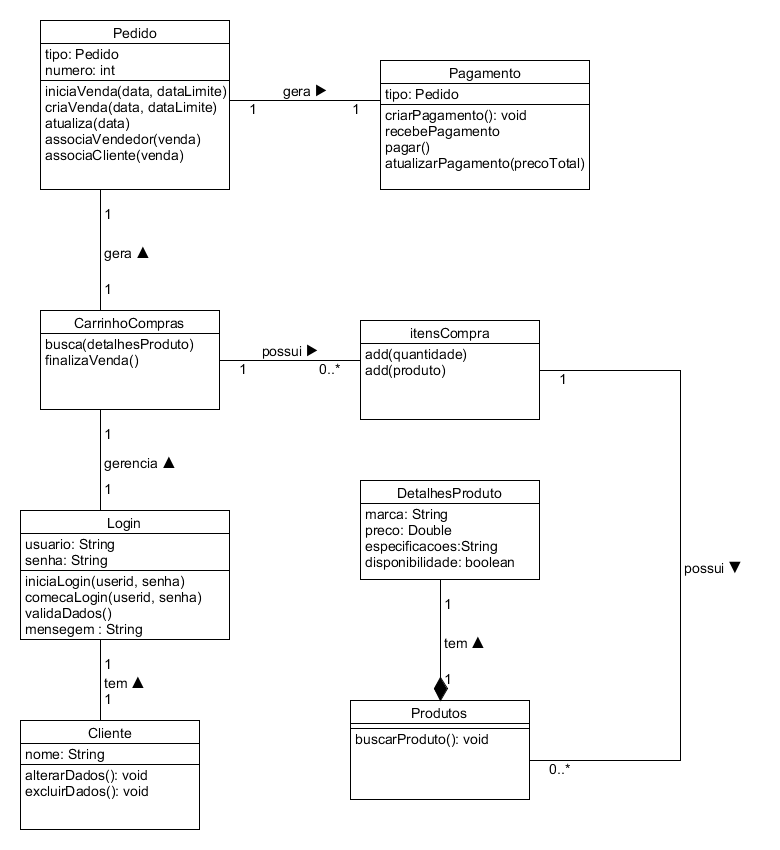 Pedido
tipo: Pedido
numero: int
iniciaVenda(data, dataLimite)
criaVenda(data, dataLimite)
atualiza(data)
associaVendedor(venda)
associaCliente(venda)
gera ▶
1
1
Pagamento
tipo: Pedido
criarPagamento(): void
recebePagamento
pagar()
atualizarPagamento(precoTotal)
1
gera ▲
1
CarrinhoCompras
busca(detalhesProduto)
finalizaVenda()
possui ▶
1
0..*
itensCompra
add(quantidade)
add(produto)
1
possui ▼
0..*
1
gerencia ▲
1
Login
usuario: String
senha: String
iniciaLogin(userid, senha)
comecaLogin(userid, senha)
validaDados()
mensegem : String
DetalhesProduto
marca: String
preco: Double
especificacoes:String
disponibilidade: boolean
1
tem ▲
1
Produtos
buscarProduto(): void
1
tem ▲
1
Cliente
nome: String
alterarDados(): void
excluirDados(): void